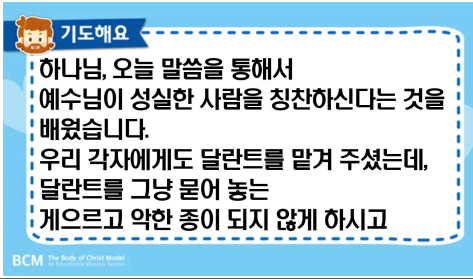 기도해요
하나님, 오늘 말씀을 통해서
예수님이 성실한 사람을 칭찬하신다는 것을
배웠습니다.
우리 각자에게도 달란트를 맡겨 주셨는데,
달란트를 그냥 묻어 놓는
게으르고 악한 종이 되지 않게 하시고
BCM The Body of Christ Model
An Educational Ministry System